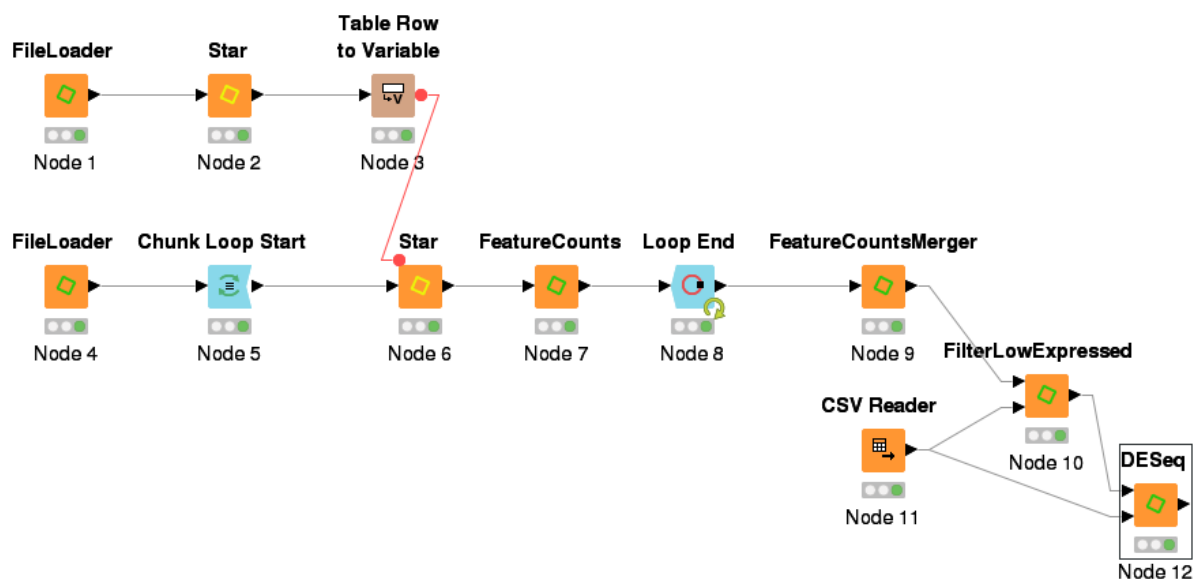 Table Row
FileLoader Star to Variable
V
Node 1 Node 2 Node 3
FileLoader Chunk Loop Start Star FeatureCounts Loop End FeatureCountsMerger
Node 4 Node 5 Node 6 Node 7 Node 8 Node 9
FilterLowExpressed
CSV Reader
Node 10
DESeq
Node 11
Node 12